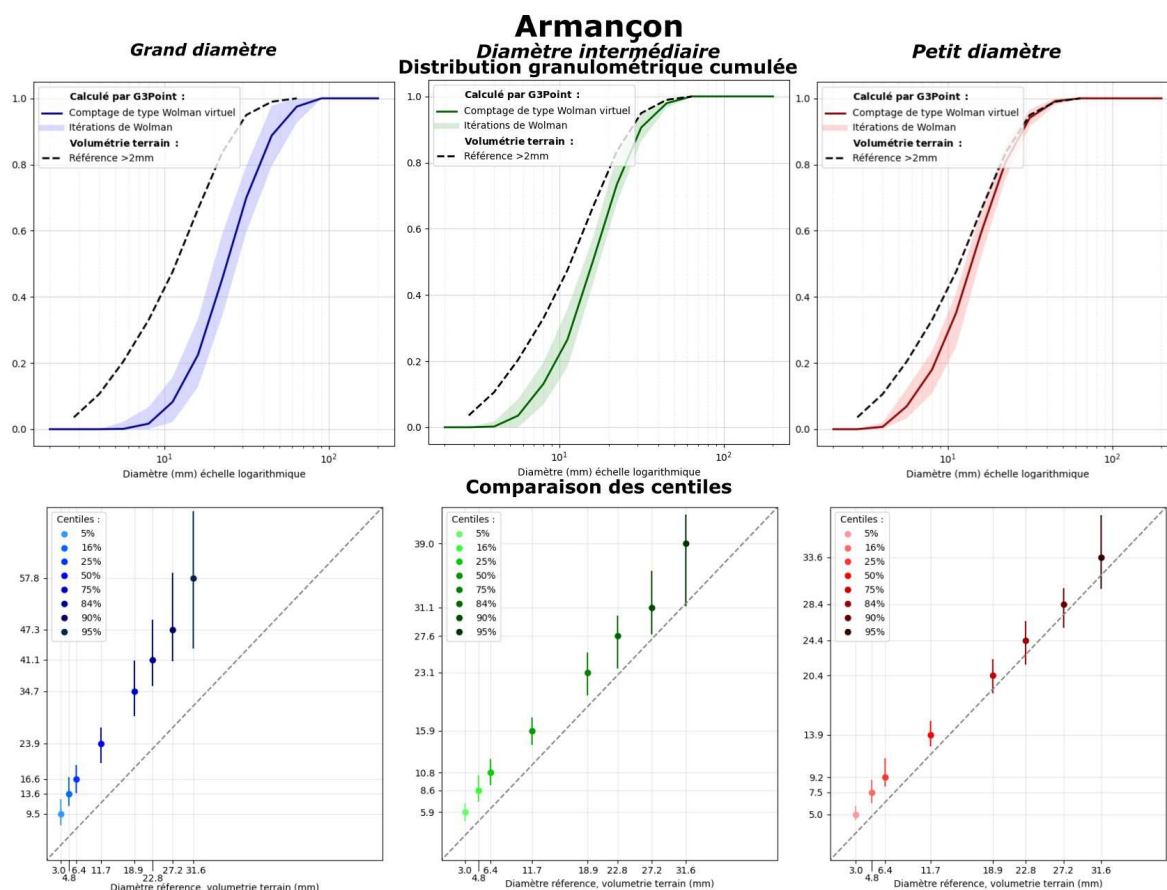 Armançon
Grand diamètre
Diamètre intermédiaire
Petit diamètre
Distribution granulométrique cumulée
Calculé par G3Point :
Comptage de type Wolman virtuel
Itérations de Wolman
Volumétrie terrain :
Référence >2mm
1.0
0.8
0.6
0.4
0.2
0.0
10¹
10²
Diamètre (mm) échelle logarithmique
Calculé par G3Point :
Comptage de type Wolman virtuel
Itérations de Wolman
Volumétrie terrain :
Référence >2mm
1.0
0.8
0.6
0.4
0.2
0.0
10¹
10²
Diamètre (mm) échelle logarithmique
Calculé par G3Point :
Comptage de type Wolman virtuel
Itérations de Wolman
Volumétrie terrain :
Référence >2mm
1.0
0.8
0.6
0.4
0.2
0.0
10¹
10²
Diamètre (mm) échelle logarithmique
Comparaison des centiles
Centiles :
5%
16%
25%
50%
75%
84%
90%
95%
57.8
47.3
41.1
34.7
23.9
16.6
13.6
9.5
3.0 6.4 11.7 18.9 27.2 31.6
4.8 22.8
Diamètre réference, volumetrie terrain (mm)
Centiles :
5%
16%
25%
50%
75%
84%
90%
95%
39.0
31.1
27.6
23.1
15.9
10.8
8.6
5.9
3.0 6.4 11.7 18.9 22.8 27.2 31.6
4.8
Diamètre réference, volumetrie terrain (mm)
Centiles :
5%
16%
25%
50%
75%
84%
90%
95%
33.6
28.4
24.4
20.4
13.9
9.2
7.5
5.0
3.0 6.4 11.7 18.9 22.8 27.2 31.6
4.8
Diamètre réference, volumetrie terrain (mm)